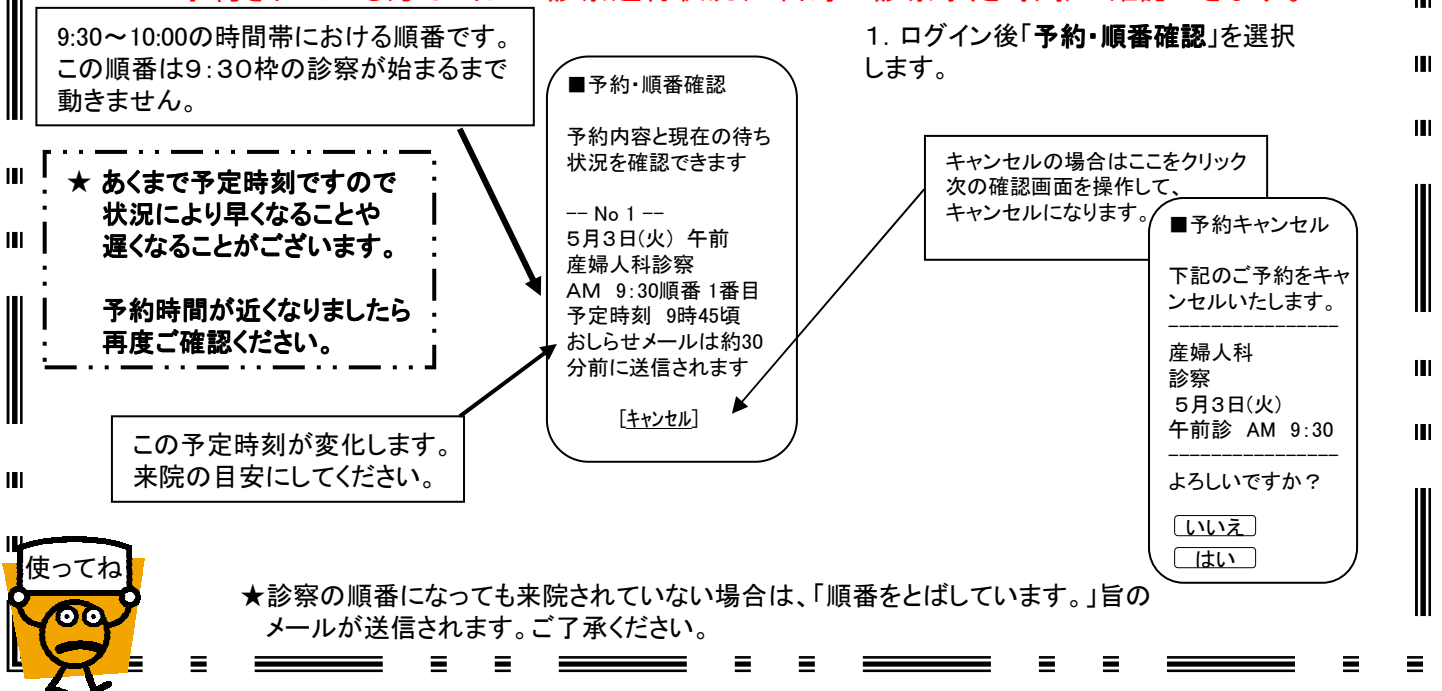 9:30～10:00の時間帯における順番です。
この順番は９：３０枠の診察が始まるまで
動きません。
★ あくまで予定時刻ですので
状況により早くなることや
遅くなることがございます。
予約時間が近くなりましたら
再度ご確認ください。
この予定時刻が変化します。
来院の目安にしてください。
■予約・順番確認
予約内容と現在の待ち
状況を確認できます
-- No 1 --
５月３日(火) 午前
産婦人科診察
ＡＭ 9:30順番 1番目
予定時刻 9時45頃
おしらせメールは約30
分前に送信されます
[キャンセル]
１．ログイン後「予約・順番確認」を選択
します。
キャンセルの場合はここをクリック
次の確認画面を操作して、
キャンセルになります。
■予約キャンセル
下記のご予約をキャ
ンセルいたします。
----------------
産婦人科
診察
５月３日(火)
午前診 AM 9:30
----------------
よろしいですか？
いいえ
はい
使ってね
★診察の順番になっても来院されていない場合は、「順番をとばしています。」旨の
メールが送信されます。ご了承ください。